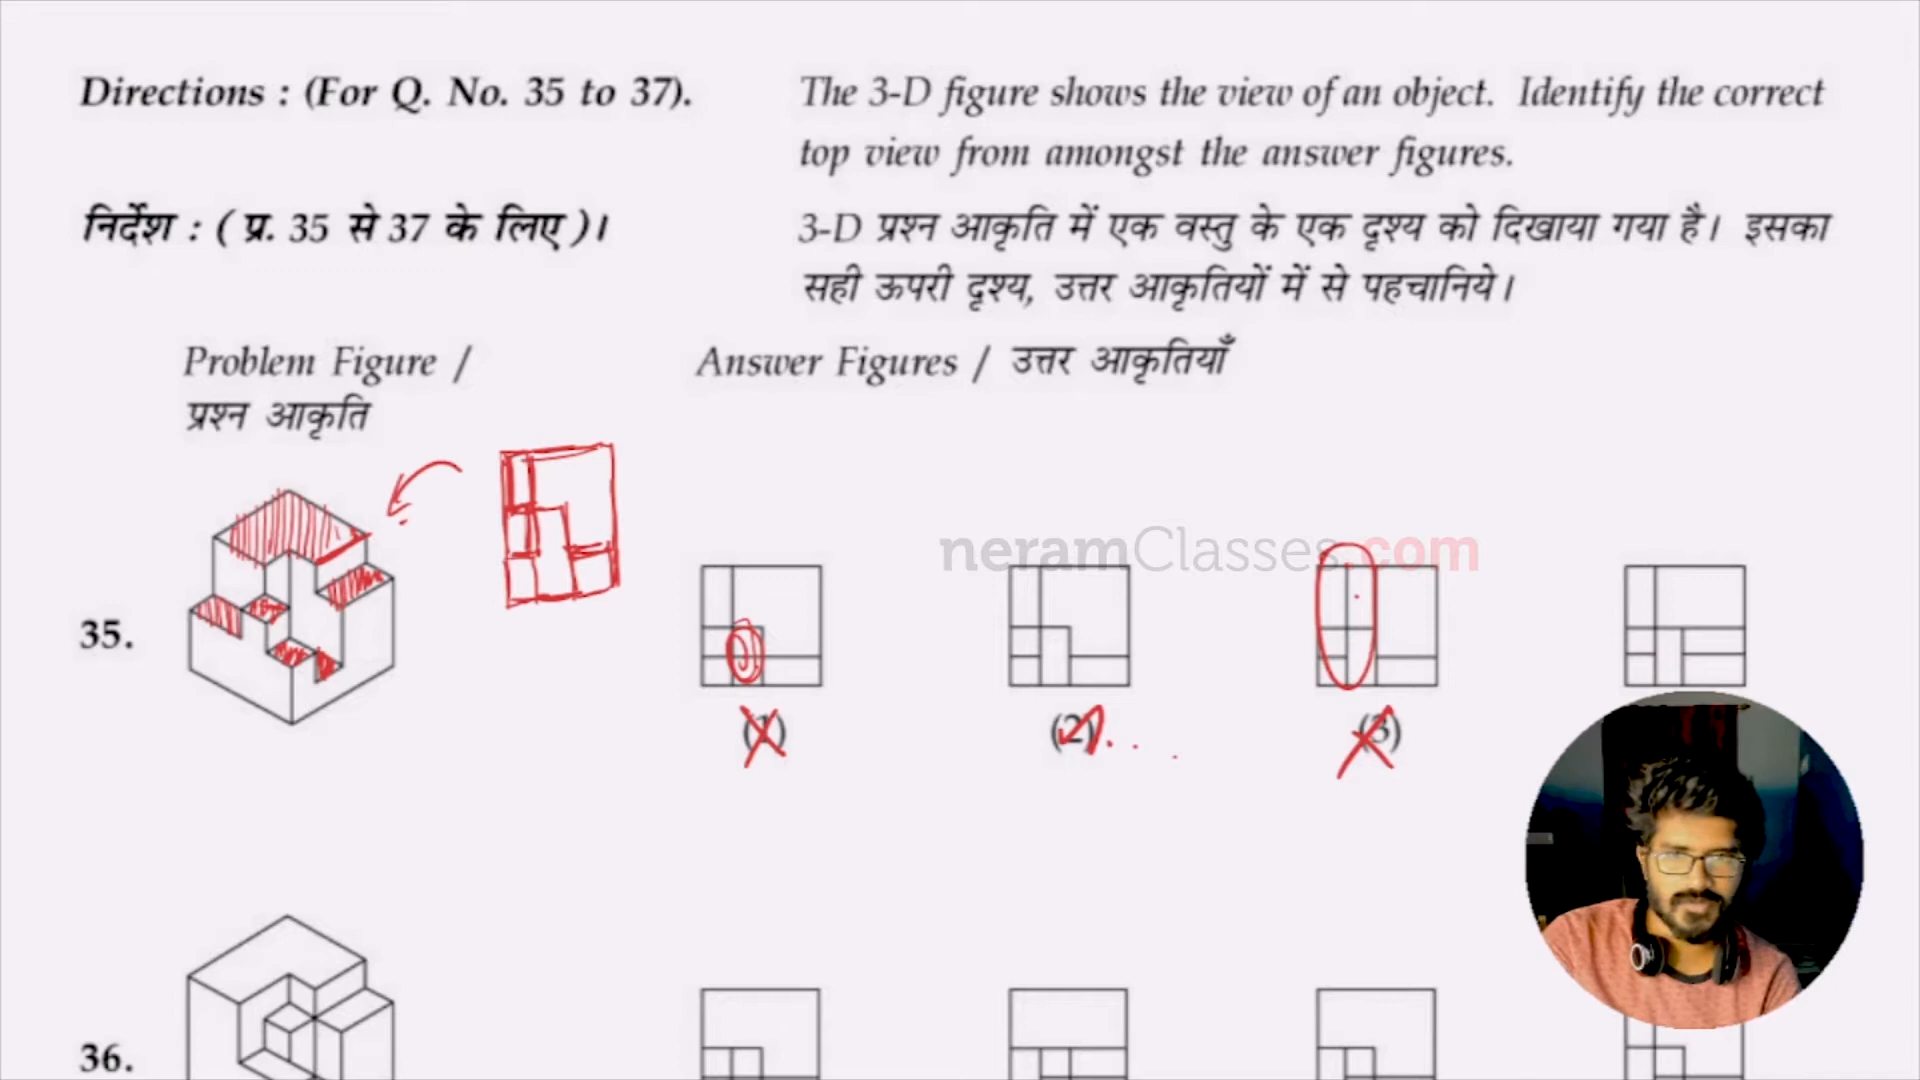 Directions : (For Q. No. 35 to 37).
The 3-D figure shows the view of an object. Identify the correct
top view from amongst the answer figures.
निर्देश : ( प्र. 35 से 37 के लिए )।
3-D प्रश्न आकृति में एक वस्तु के एक दृश्य को दिखाया गया है। इसका
सही ऊपरी दृश्य, उत्तर आकृतियों में से पहचानिये।
Problem Figure /
प्रश्न आकृति
Answer Figures / उत्तर आकृतियाँ
neramClasses.com
35.
(1)
(2)
(3)
36.